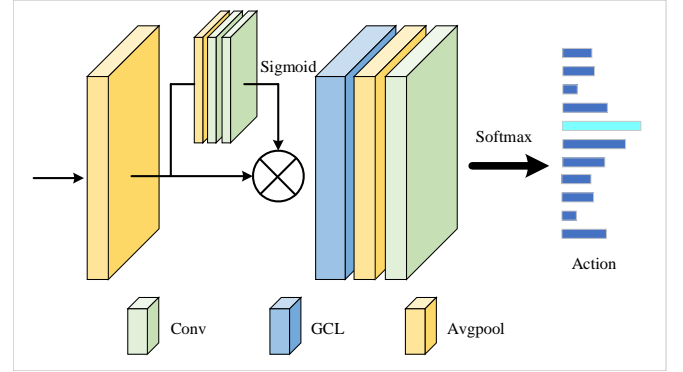 Sigmoid
Softmax
Action
Conv
GCL
Avgpool